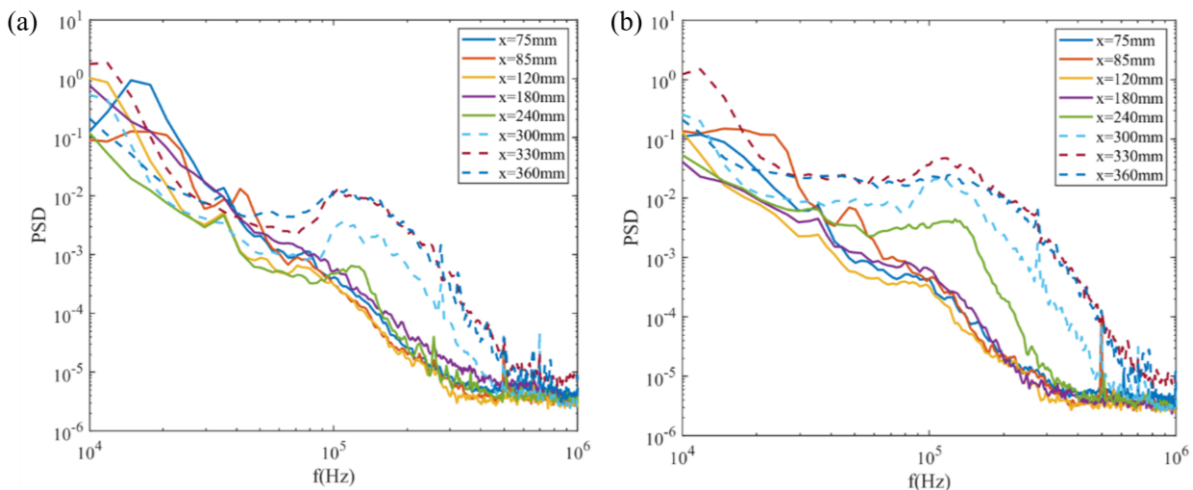 (a)
PSD
10^1
10^0
10^-1
10^-2
10^-3
10^-4
10^-5
10^-6
x=75mm
x=85mm
x=120mm
x=180mm
x=240mm
x=300mm
x=330mm
x=360mm
10^4
10^5
10^6
f(Hz)
(b)
PSD
10^1
10^0
10^-1
10^-2
10^-3
10^-4
10^-5
10^-6
x=75mm
x=85mm
x=120mm
x=180mm
x=240mm
x=300mm
x=330mm
x=360mm
10^4
10^5
10^6
f(Hz)